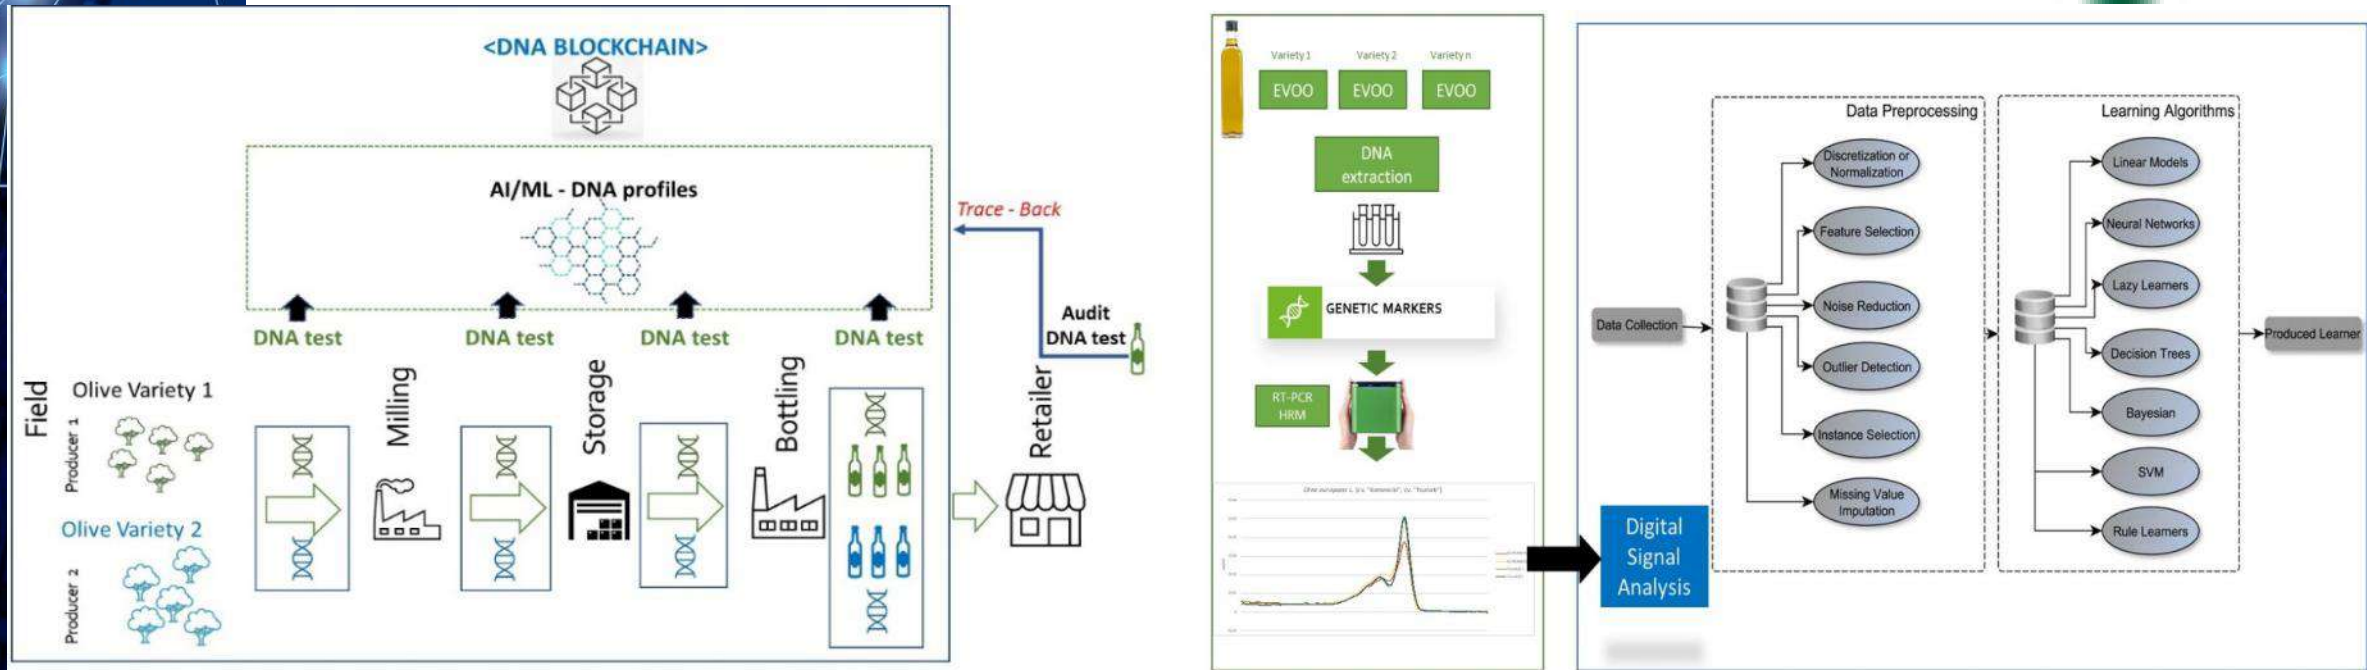 <DNA BLOCKCHAIN>
AI/ML - DNA profiles
Trace - Back
Audit
DNA test
DNA test
DNA test
DNA test
DNA test
Field
Olive Variety 1
Producer 1
Milling
Storage
Bottling
Retailer
Olive Variety 2
Producer 2
Variety 1
Variety 2
Variety n
EVOO
EVOO
EVOO
DNA
extraction
GENETIC MARKERS
RT-PCR
HRM
Digital
Signal
Analysis
Data Collection
Data Preprocessing
Discretization or
Normalization
Feature Selection
Noise Reduction
Outlier Detection
Instance Selection
Missing Value
Imputation
Learning Algorithms
Linear Models
Neural Networks
Lazy Learners
Decision Trees
Bayesian
SVM
Rule Learners
Produced Learner